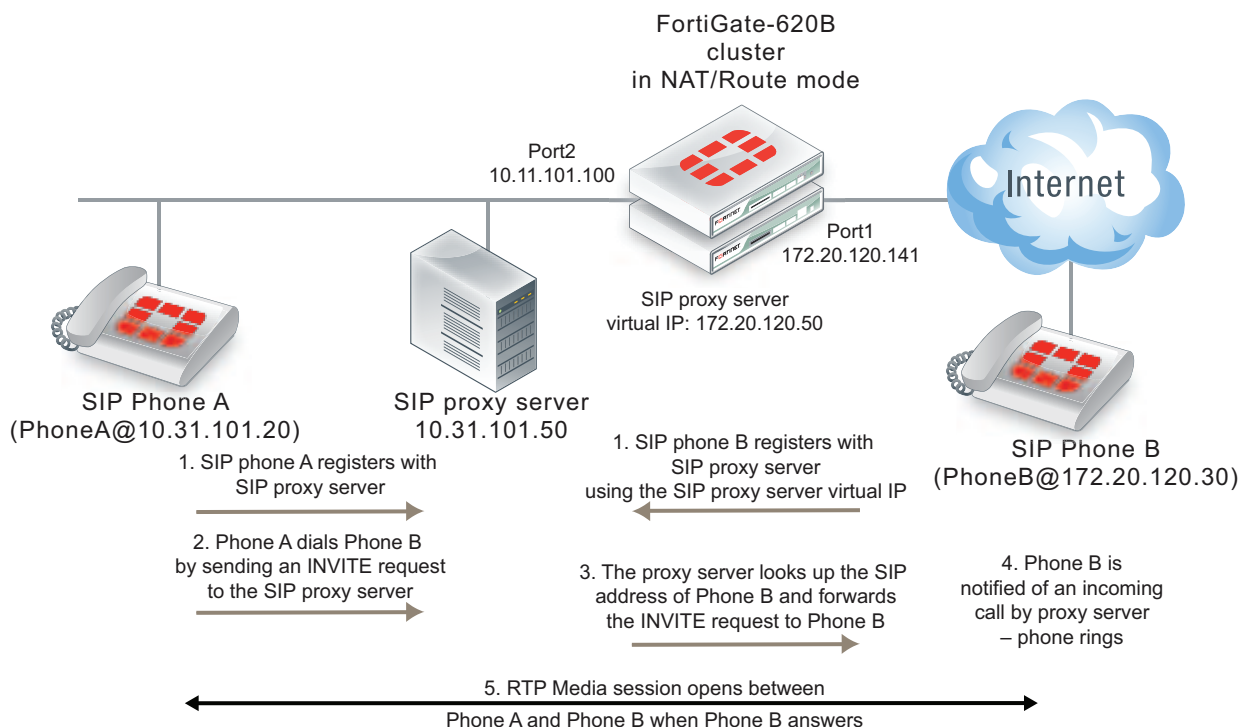 FortiGate-620B
cluster
in NAT/Route mode
Port2
10.11.101.100
Internet
FORTINET
FORTINET
Port1
172.20.120.141
SIP proxy server
virtual IP: 172.20.120.50
SIP Phone A
(PhoneA@10.31.101.20)
SIP proxy server
10.31.101.50
SIP Phone B
(PhoneB@172.20.120.30)
1. SIP phone A registers with
SIP proxy server
1. SIP phone B registers with
SIP proxy server
using the SIP proxy server virtual IP
2. Phone A dials Phone B
by sending an INVITE request
to the SIP proxy server
3. The proxy server looks up the SIP
address of Phone B and forwards
the INVITE request to Phone B
4. Phone B is
notified of an incoming
call by proxy server
– phone rings
5. RTP Media session opens between
Phone A and Phone B when Phone B answers